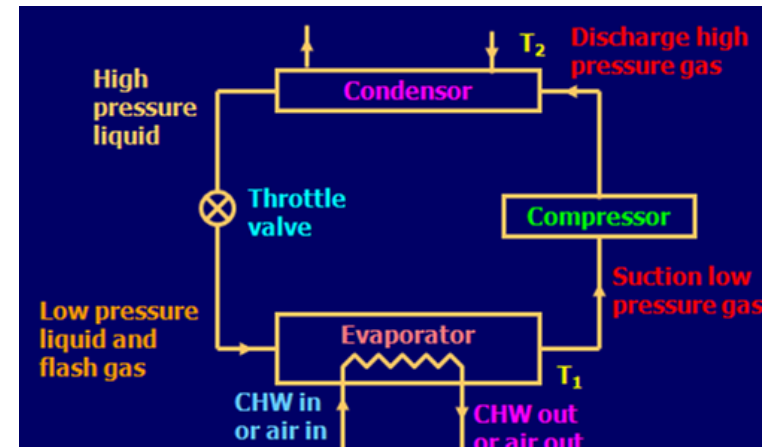 T2
Discharge high
pressure gas
High
pressure
liquid
Condensor
Throttle
valve
Compressor
Suction low
pressure gas
Low pressure
liquid and
flash gas
Evaporator
T1
CHW in
or air in
CHW out
or air out